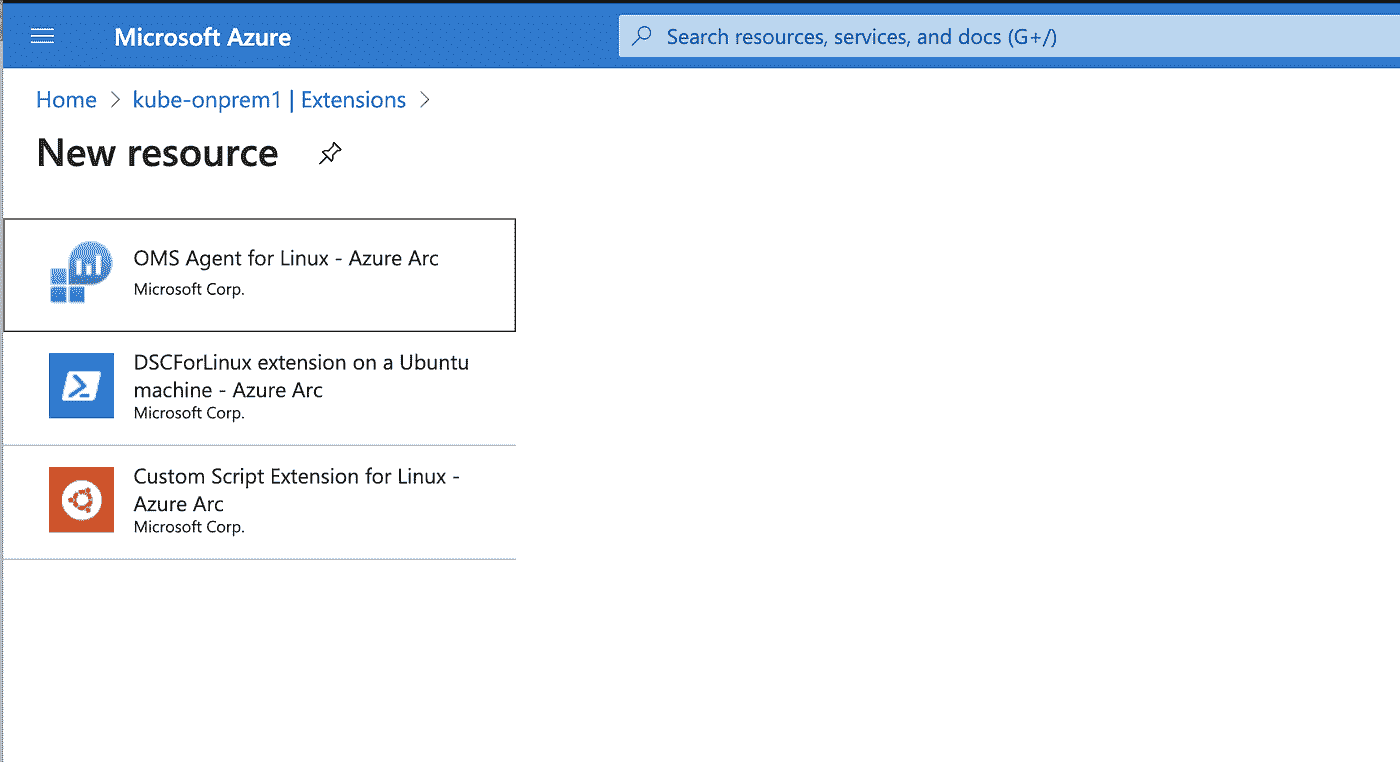 Microsoft Azure
Search resources, services, and docs (G+/)
Home > kube-onprem1 | Extensions >
New resource
OMS Agent for Linux - Azure Arc
Microsoft Corp.
DSCForLinux extension on a Ubuntu
machine - Azure Arc
Microsoft Corp.
Custom Script Extension for Linux -
Azure Arc
Microsoft Corp.